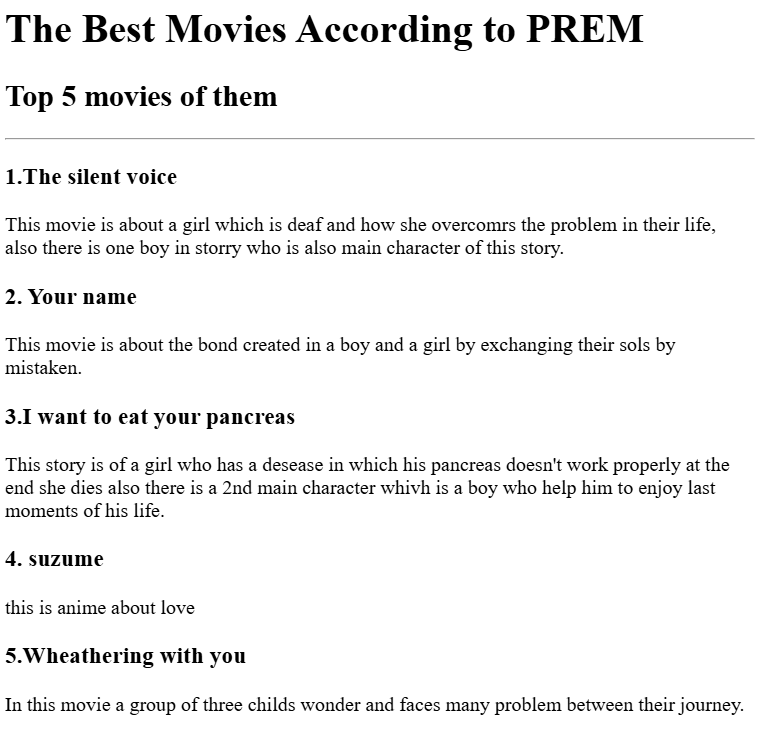 The Best Movies According to PREM
Top 5 movies of them
1.The silent voice
This movie is about a girl which is deaf and how she overcomrs the problem in their life,
also there is one boy in storry who is also main character of this story.
2. Your name
This movie is about the bond created in a boy and a girl by exchanging their sols by
mistaken.
3.I want to eat your pancreas
This story is of a girl who has a desease in which his pancreas doesn't work properly at the
end she dies also there is a 2nd main character whivh is a boy who help him to enjoy last
moments of his life.
4. suzume
this is anime about love
5.Wheathering with you
In this movie a group of three childs wonder and faces many problem between their journey.